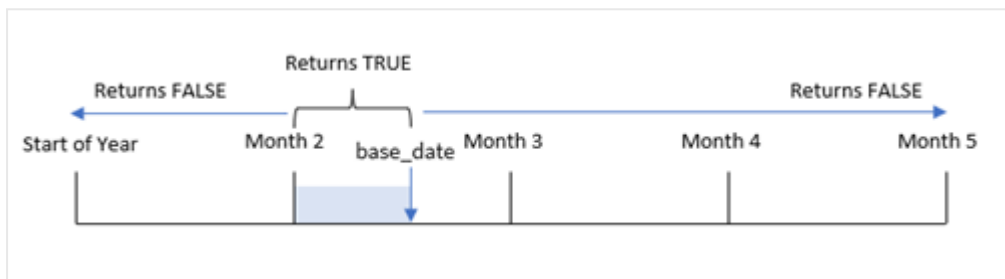 Returns TRUE
Returns FALSE Returns FALSE
Start of Year Month 2 base_date Month 3 Month 4 Month 5